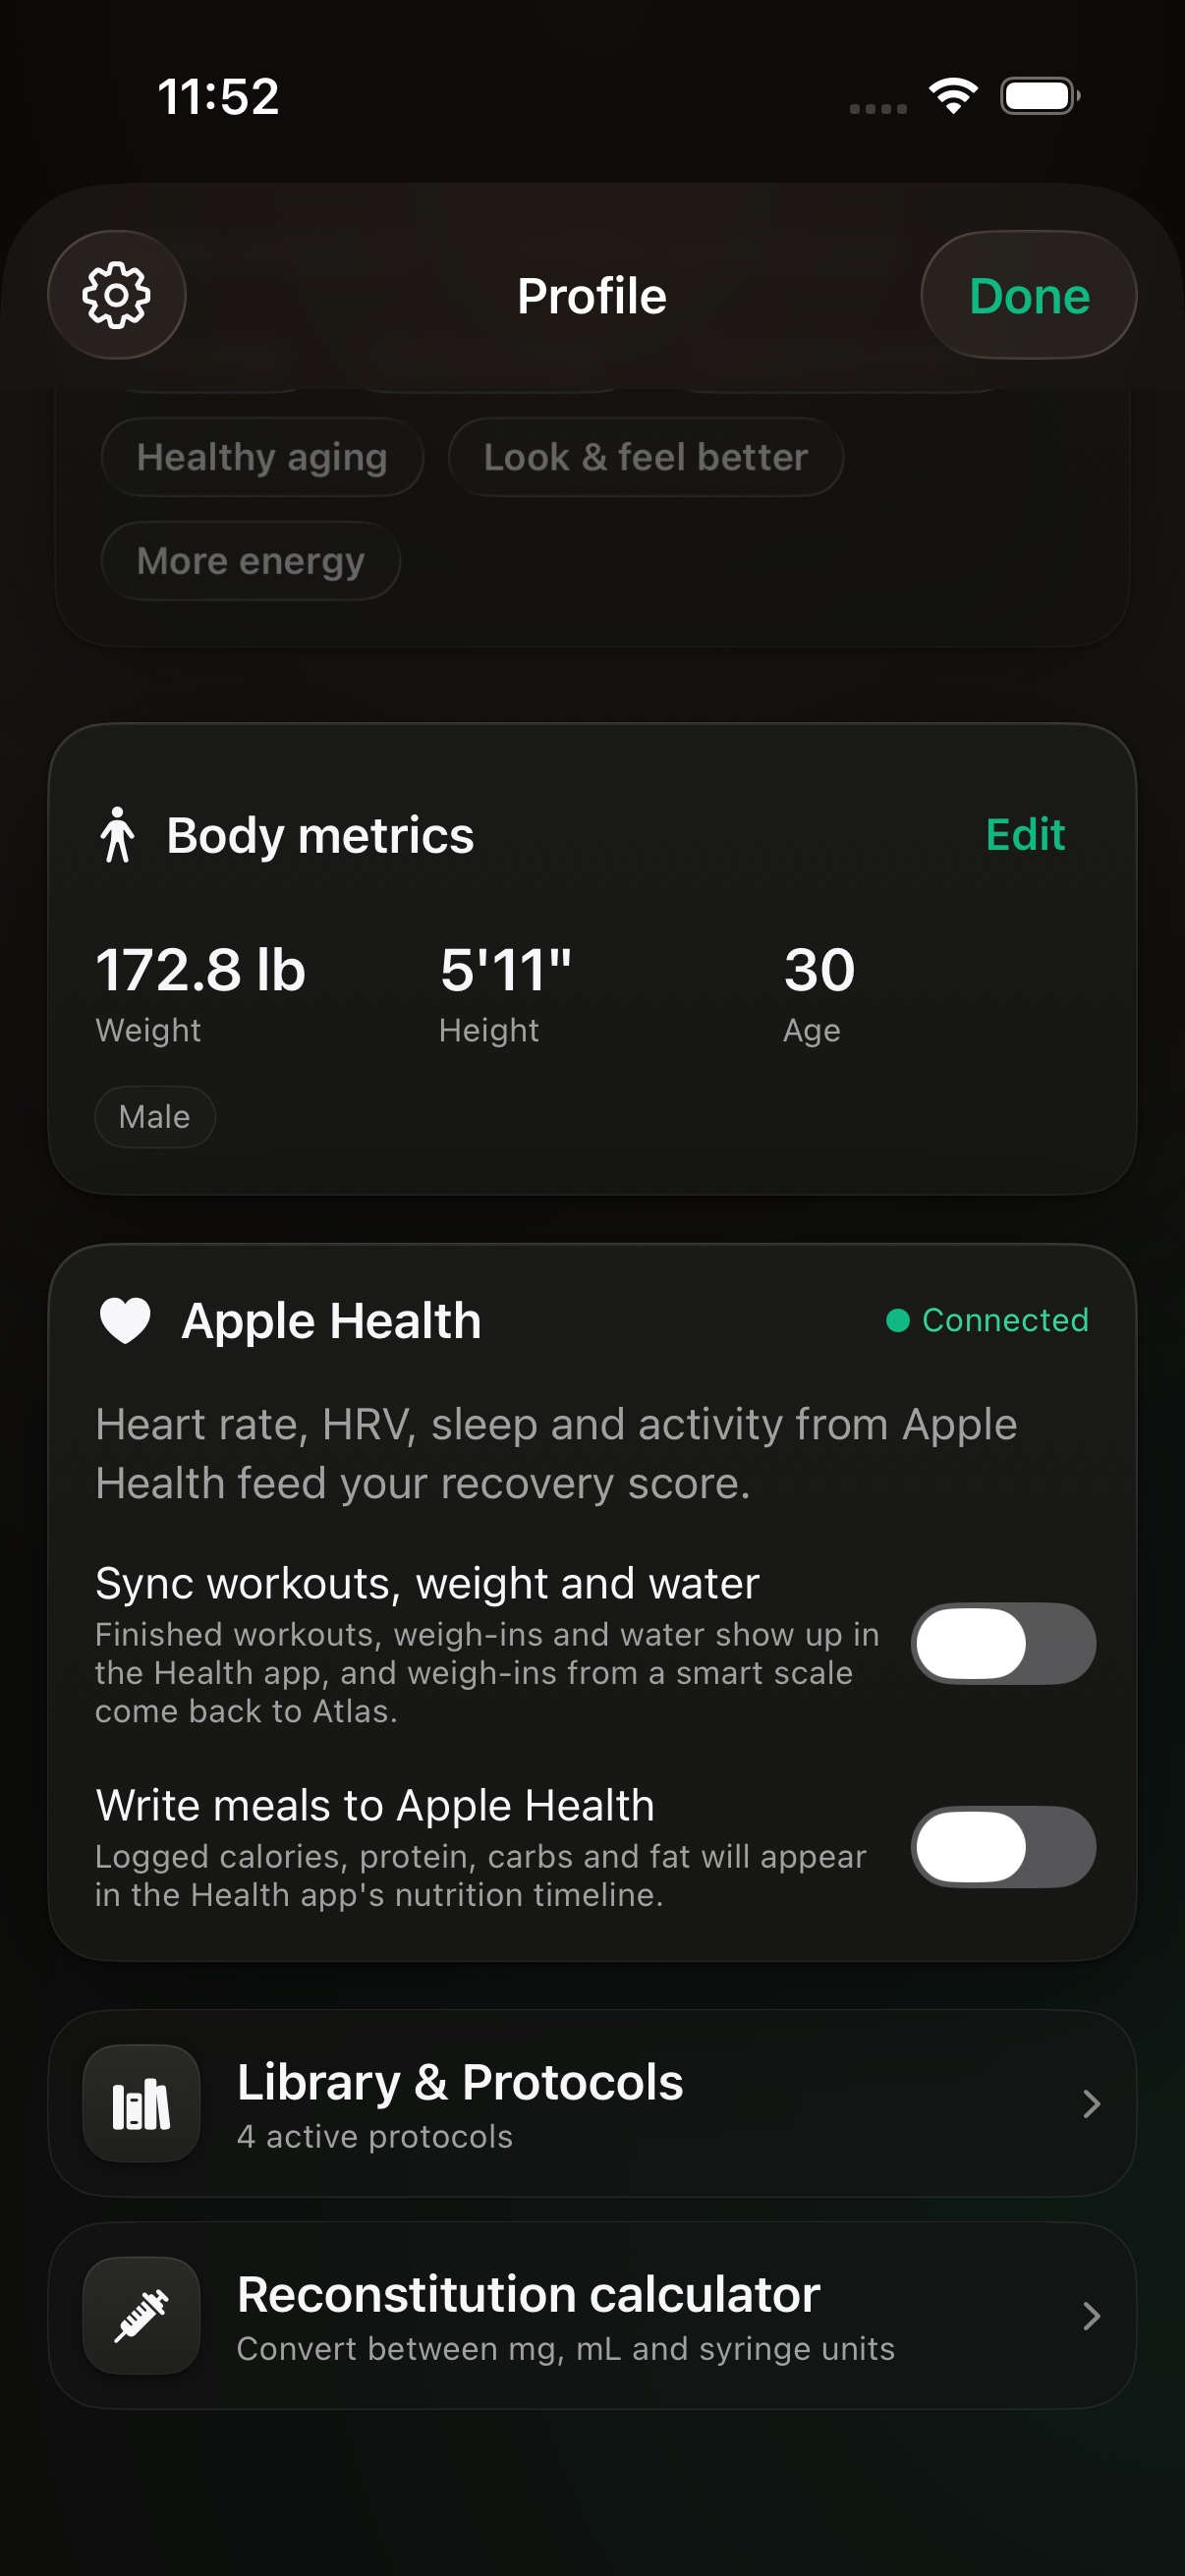 11:52
Profile
Done
Healthy aging
Look & feel better
More energy
Body metrics
Edit
172.8 lb
5'11"
30
Weight
Height
Age
Male
Apple Health
Connected
Heart rate, HRV, sleep and activity from Apple
Health feed your recovery score.
Sync workouts, weight and water
Finished workouts, weigh-ins and water show up in
the Health app, and weigh-ins from a smart scale
come back to Atlas.
Write meals to Apple Health
Logged calories, protein, carbs and fat will appear
in the Health app's nutrition timeline.
Library & Protocols
4 active protocols
Reconstitution calculator
Convert between mg, mL and syringe units